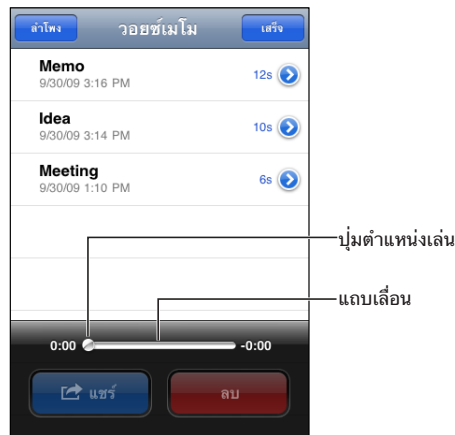 ลำโพง วอยซ์เมโม เสร็จ
Memo
9/30/09 3:16 PM
12s
Idea
9/30/09 3:14 PM
10s
Meeting
9/30/09 1:10 PM
6s
ปุ่มตำแหน่งเล่น
แถบเลื่อน
0:00 -0:00
แชร์ ลบ